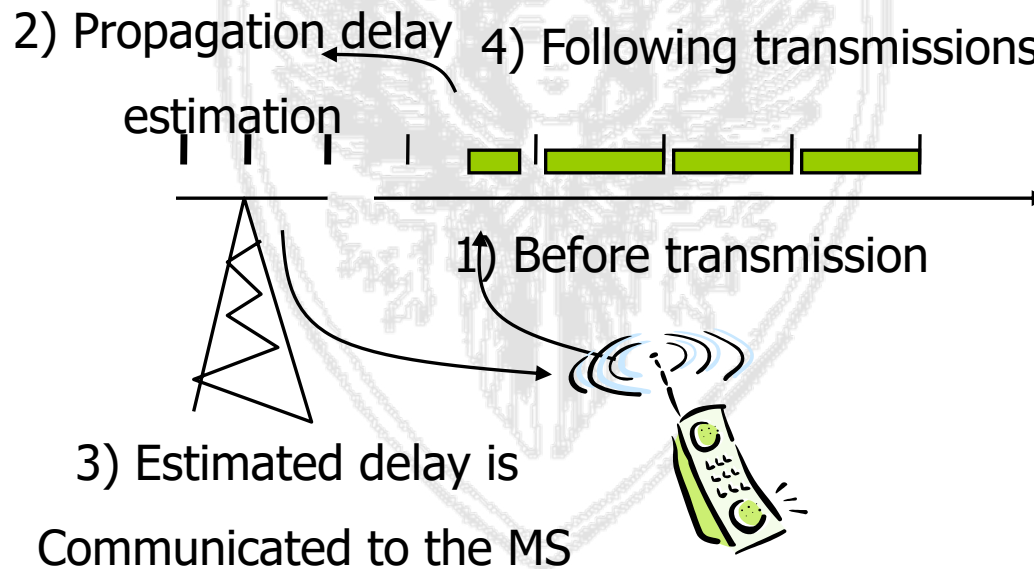 2) Propagation delay
estimation
4) Following transmissions
1) Before transmission
3) Estimated delay is
Communicated to the MS